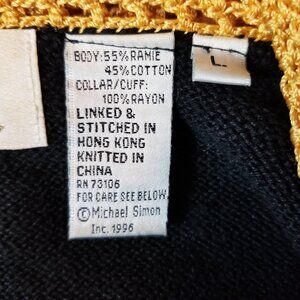 BODY: 55% RAMIE
45% COTTON
COLLAR/CUFF:
100% RAYON
LINKED &
STITCHED IN
HONG KONG
KNITTED IN
CHINA
RN 73106
FOR CARE SEE BELOW
©Michael Simon
Inc. 1996
L